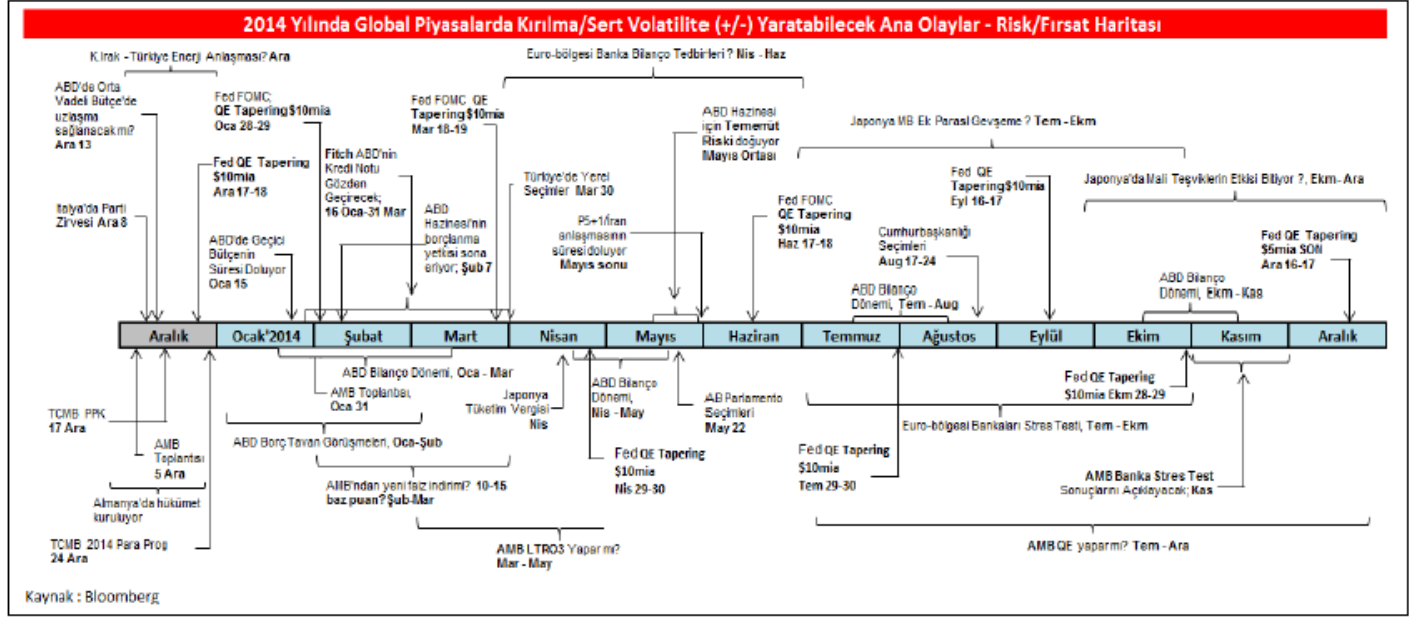 2014 Yılında Global Piyasalarda Kırılma/Sert Volatilite (+/-) Yaratabilecek Ana Olaylar - Risk/Fırsat Haritası
K.Irak - Türkiye Enerji Anlaşması? Ara
Euro-bölgesi Banka Bilanço Tedbirleri? Nis - Haz
ABD'de Orta
Vadeli Bütçe'de
uzlaşma
sağlanacak mı?
Ara 13
Fed FOMC;
QE Tapering$10mia
Oca 28-29
Fed FOMC QE
Tapering$10mia
Mar 18-19
ABD Hazinesi
için Temerrüt
Riski doğuyor
Mayıs Ortası
Japonya MB Ek Parasl Gevşeme? Tem - Ekm
Fed QE Tapering
$10mia
Ara 17-18
Fitch ABD'nin
Kredi Notu
Gözden
Geçirecek;
16 Oca-31 Mar
Türkiye'de Yerel
Seçimler Mar 30
Fed QE
Tapering$10mia
Eyl 16-17
Japonya'da Mali Teşviklerin Etkisi Bitiyor ?, Ekm- Ara
İtalya'da Parti
Zirvesi Ara 8
ABD
Hazinesi'nin
borçlanma
yetkisi sona
eriyor; Şub 7
P5+1/İran
anlaşmasının
süresi doluyor
Mayıs sonu
Fed FOMC
QE Tapering
$10mia
Haz 17-18
Cumhurbaşkanlığı
Seçimleri
Aug 17-24
Fed QE Tapering
$5mia SON
Ara 16-17
ABD'de Geçici
Bütçenin
Süresi Doluyor
Oca 15
ABD Bilanço
Dönemi, Tem - Aug
ABD Bilanço
Dönemi, Ekm - Kas
Aralık Ocak'2014 Şubat Mart Nisan Mayıs Haziran Temmuz Ağustos Eylül Ekim Kasım Aralık
ABD Bilanço Dönemi, Oca - Mar
AMB Toplantısı,
Oca 31
Japonya
Tüketim Vergisi
Nis
ABD Bilanço
Dönemi,
Nis - May
AB Parlamento
Seçimleri
May 22
Fed QE Tapering
$10mia Ekm 28-29
TCMB PPK
17 Ara
Euro-bölgesi Bankaları Stres Testi, Tem - Ekm
AMB
Toplantısı
5 Ara
ABD Borç Tavan Görüşmeleri, Oca-Şub
Fed QE Tapering
$10mia
Nis 29-30
Fed QE Tapering
$10mia
Tem 29-30
AMB'ndan yeni faiz indirimi? 10-15
baz puan? Şub-Mar
AMB Banka Stres Test
Sonuçlarını Açıklayacak; Kas
Almanya'da hükümet
kuruluyor
TCMB 2014 Para Prog
24 Ara
AMB LTRO3 Yapar mı?
Mar - May
AMB QE yapar mı? Tem - Ara
Kaynak : Bloomberg